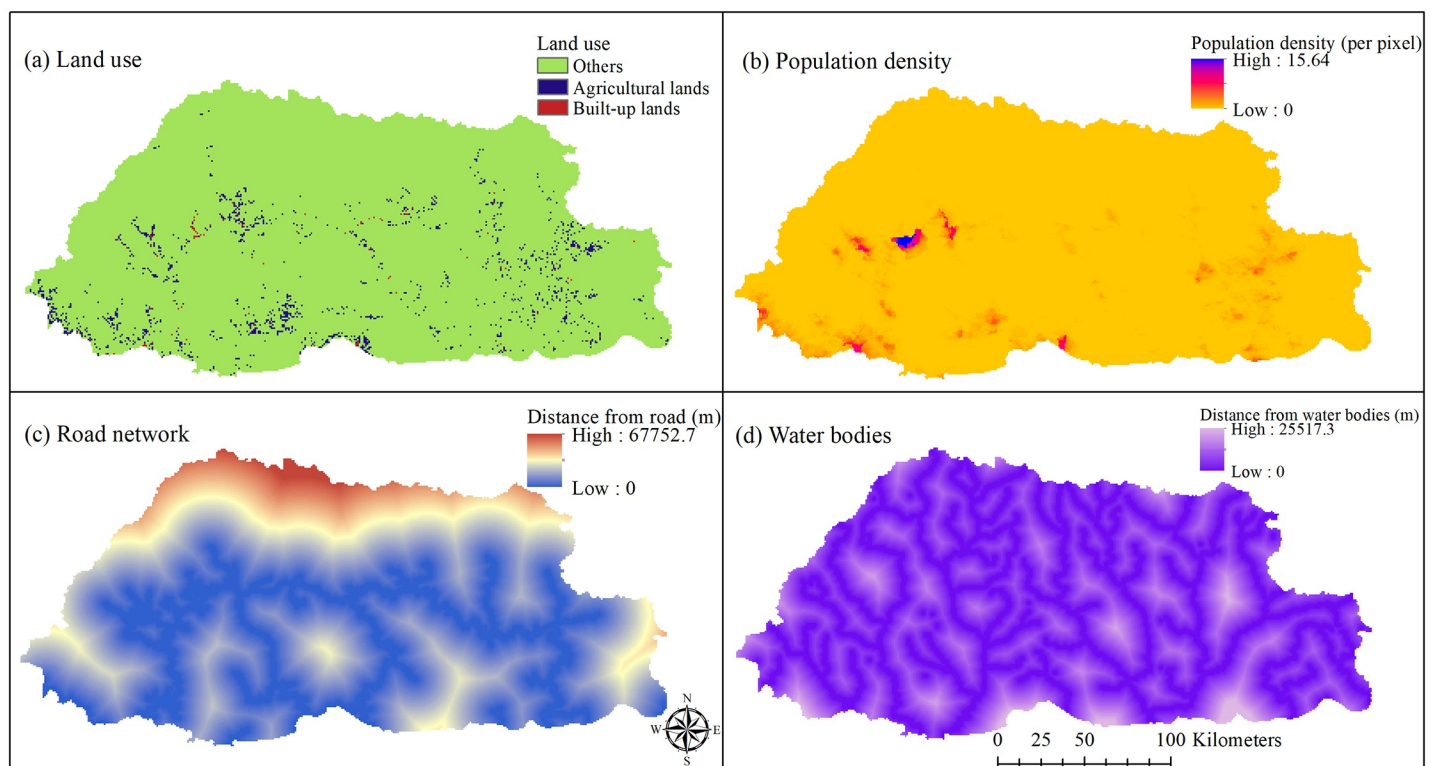 (a) Land use
Land use
Others
Agricultural lands
Built-up lands
(b) Population density
Population density (per pixel)
High : 15.64
Low : 0
(c) Road network
Distance from road (m)
High : 67752.7
Low : 0
N
W E
S
(d) Water bodies
Distance from water bodies (m)
High : 25517.3
Low : 0
0 25 50 100 Kilometers